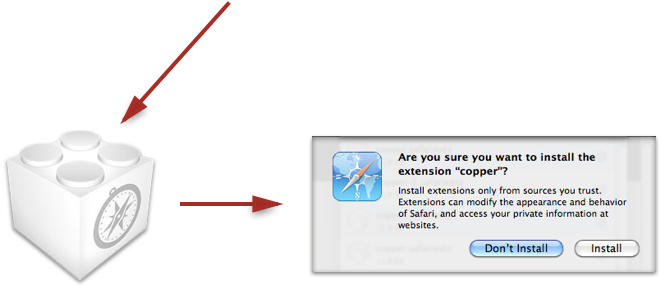 Are you sure you want to install the
extension “copper”?
Install extensions only from sources you trust.
Extensions can modify the appearance and behavior
of Safari, and access your private information at
websites.
Don’t Install
Install